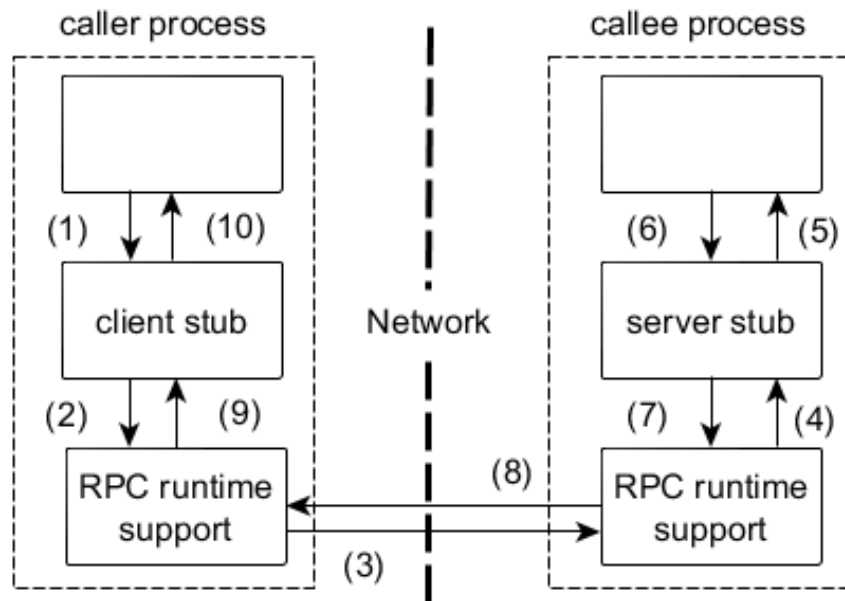 caller process
callee process
(1)
(10)
(6)
(5)
client stub
Network
server stub
(2)
(9)
(7)
(4)
RPC runtime
support
(8)
RPC runtime
support
(3)